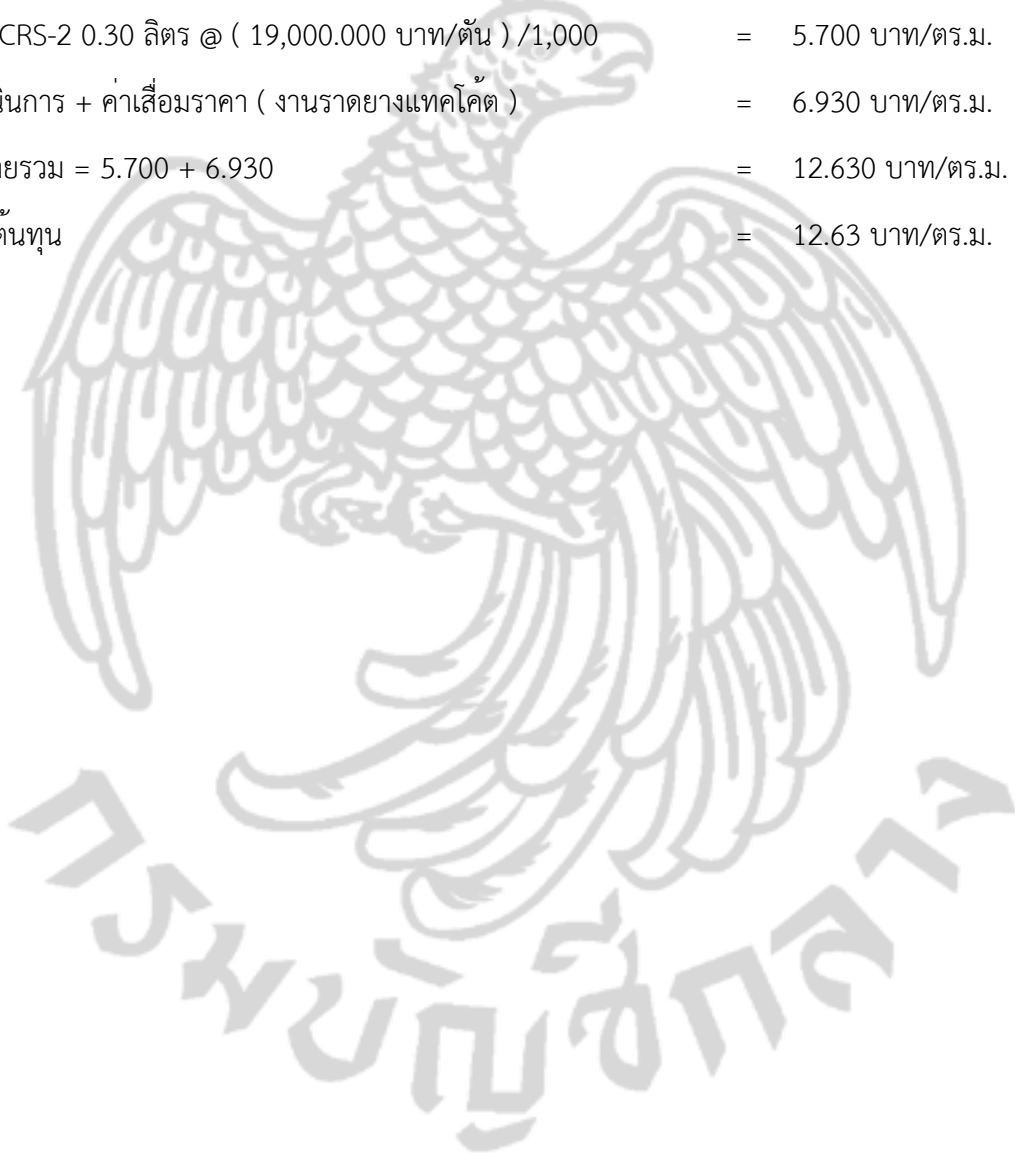 CRS-2 0.30 ลิตร @ ( 19,000.000 บาท/ตัน ) /1,000 = 5.700 บาท/ตร.ม.
นินการ + ค่าเสื่อมราคา ( งานราดยางแทคโค้ต ) = 6.930 บาท/ตร.ม.
ยรวม = 5.700 + 6.930 = 12.630 บาท/ตร.ม.
ต้นทุน = 12.63 บาท/ตร.ม.
กรมบัญชีกลาง